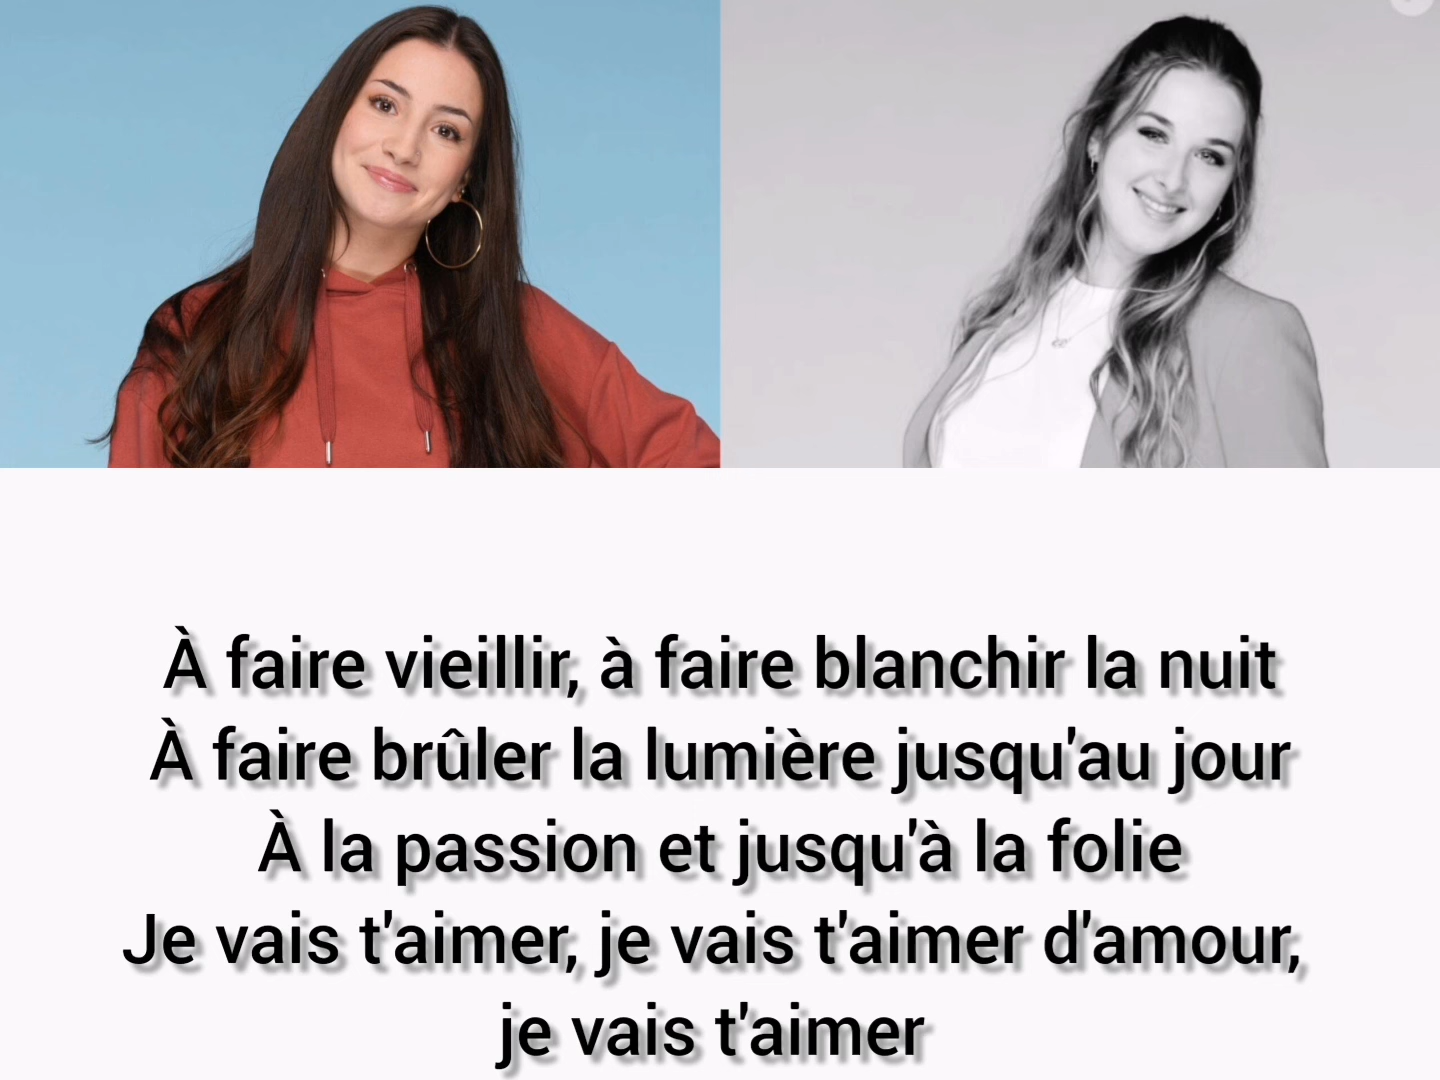 À faire vieillir, à faire blanchir la nuit
À faire brûler la lumière jusqu'au jour
À la passion et jusqu'à la folie
Je vais t'aimer, je vais t'aimer d'amour,
je vais t'aimer